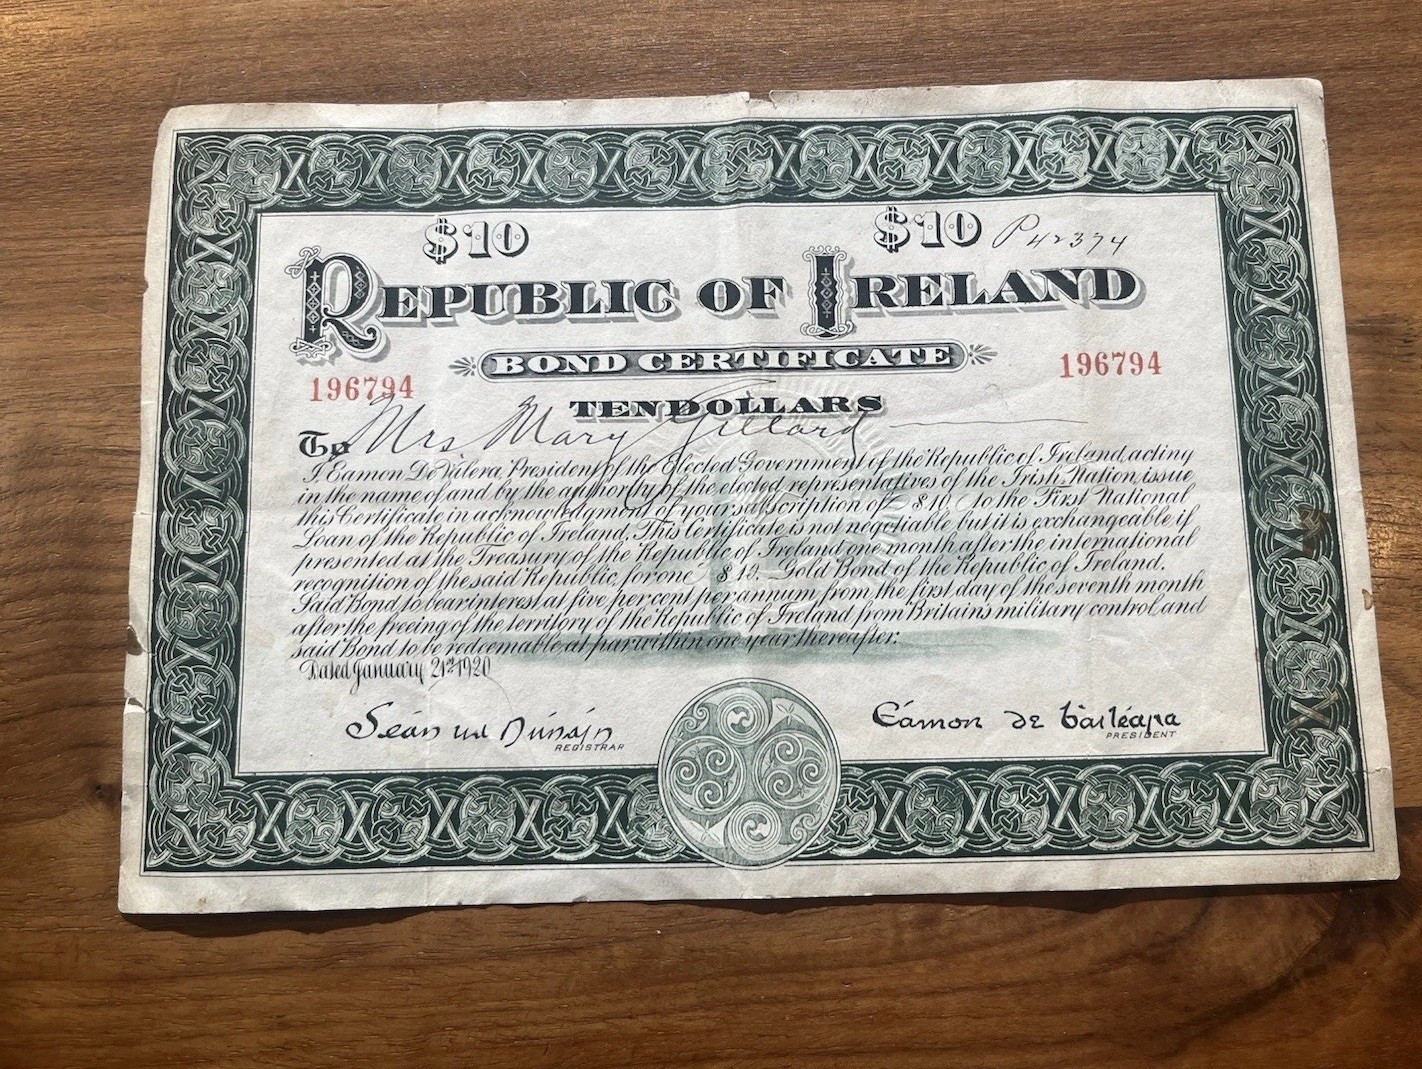 $10 $10 P42374
REPUBLIC OF IRELAND
BOND CERTIFICATE
196794 196794
TEN DOLLARS
To Mrs Mary Gillard
I, Eamon De Valera, President of the Elected Government of the Republic of Ireland, acting
in the name of and by the authority of the elected representatives of the Irish Nation, issue
this Certificate in acknowledgment of your subscription of $10. to the First National
Loan of the Republic of Ireland. This Certificate is not negotiable but it is exchangeable if
presented at the Treasury of the Republic of Ireland one month after the international
recognition of the said Republic, for one $10. Gold Bond of the Republic of Ireland.
Said Bond to bear interest at five per cent per annum from the first day of the seventh month
after the freeing of the territory of the Republic of Ireland from Britain's military control and
said Bond to be redeemable at par within one year thereafter:
Dated January 21st 1920
Éamon de Bailéara
REGISTRAR PRESIDENT